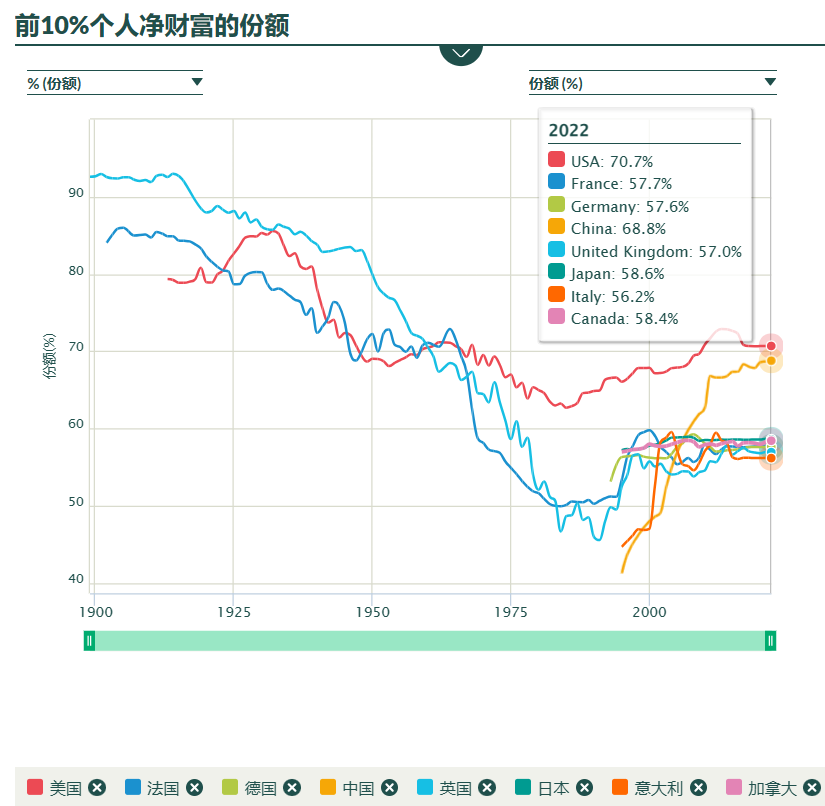 前10%个人净财富的份额
% (份额)
份额 (%)
2022
USA: 70.7%
France: 57.7%
Germany: 57.6%
China: 68.8%
United Kingdom: 57.0%
Japan: 58.6%
Italy: 56.2%
Canada: 58.4%
份额(%)
90
80
70
60
50
40
1900 1925 1950 1975 2000
美国 法国 德国 中国 英国 日本 意大利 加拿大